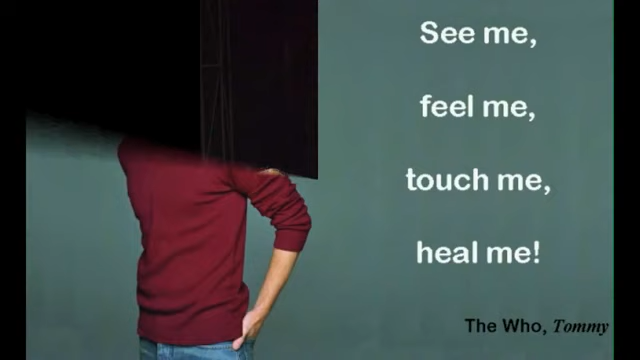 See me,
feel me,
touch me,
heal me!
The Who, Tommy